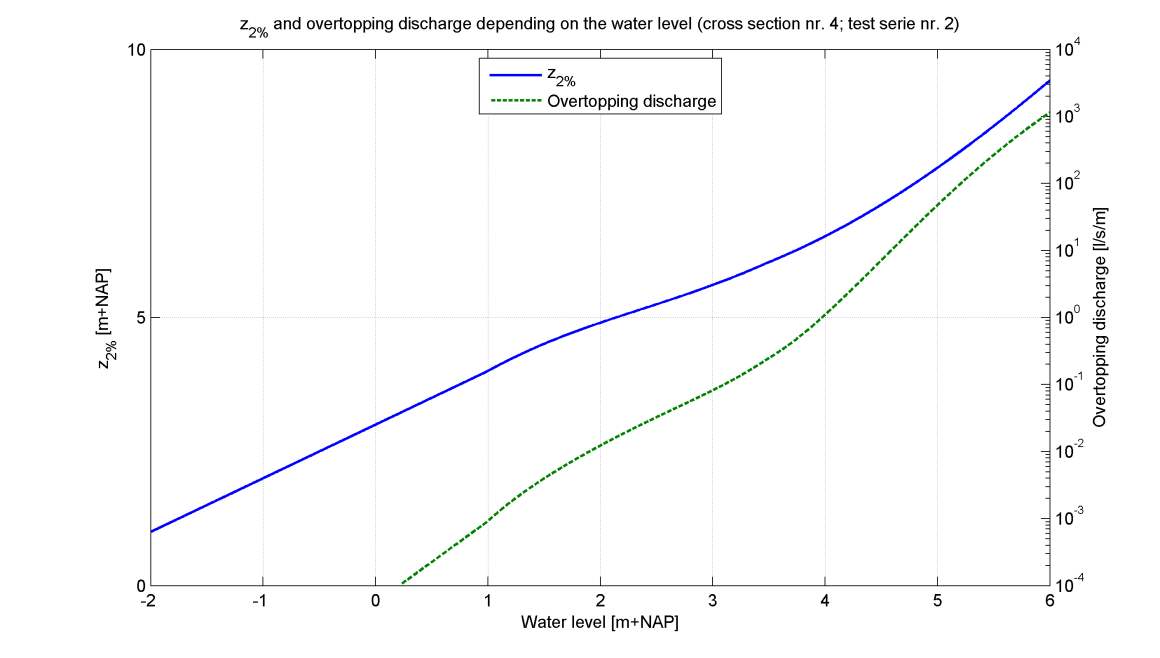 z2% and overtopping discharge depending on the water level (cross section nr. 4; test serie nr. 2)
z2%
Overtopping discharge
10
5
0
z2% [m+NAP]
10^4
10^3
10^2
10^1
10^0
10^-1
10^-2
10^-3
10^-4
Overtopping discharge [l/s/m]
-2 -1 0 1 2 3 4 5 6
Water level [m+NAP]